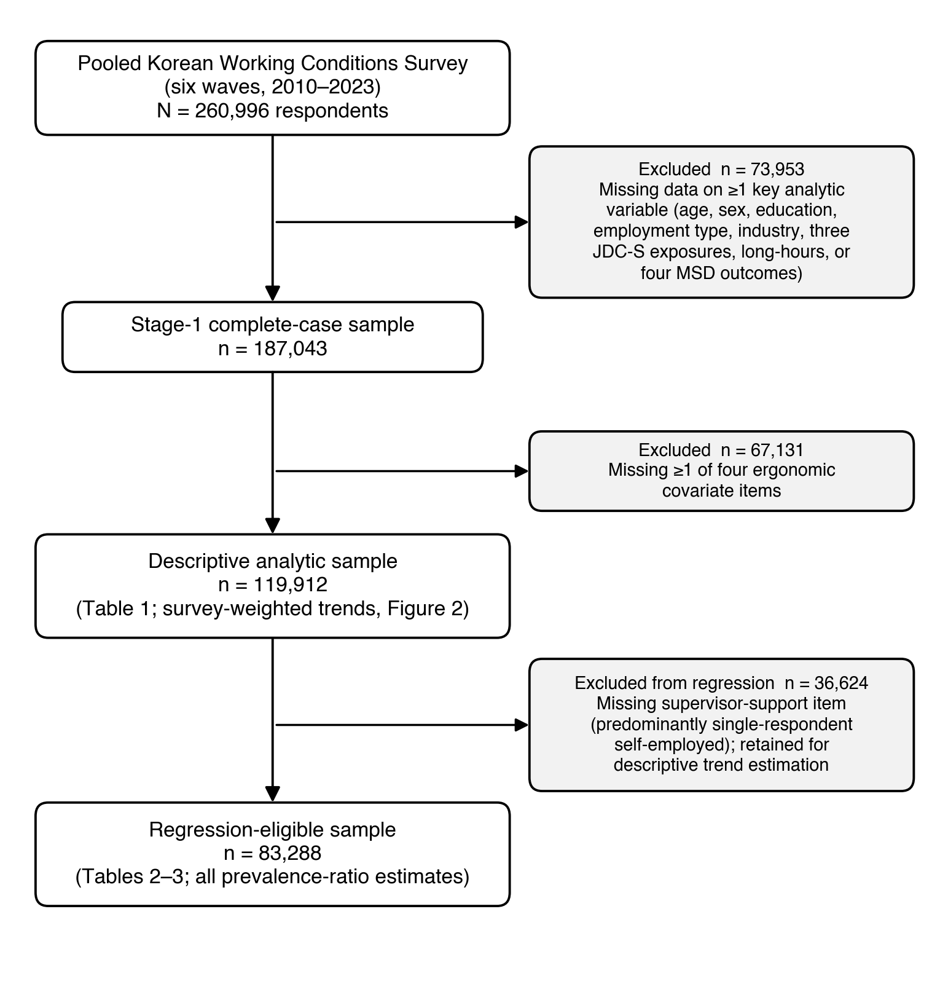 Pooled Korean Working Conditions Survey
(six waves, 2010–2023)
N = 260,996 respondents
Excluded  n = 73,953
Missing data on ≥1 key analytic
variable (age, sex, education,
employment type, industry, three
JDC-S exposures, long-hours, or
four MSD outcomes)
Stage-1 complete-case sample
n = 187,043
Excluded  n = 67,131
Missing ≥1 of four ergonomic
covariate items
Descriptive analytic sample
n = 119,912
(Table 1; survey-weighted trends, Figure 2)
Excluded from regression  n = 36,624
Missing supervisor-support item
(predominantly single-respondent
self-employed); retained for
descriptive trend estimation
Regression-eligible sample
n = 83,288
(Tables 2–3; all prevalence-ratio estimates)